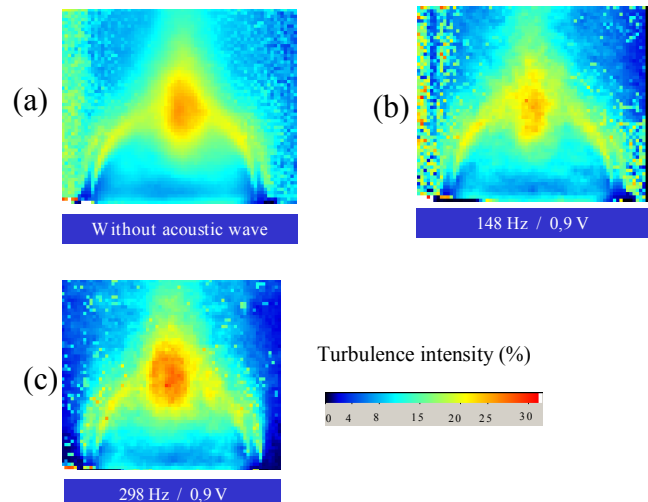 (a)
Without acoustic wave
(b)
148 Hz / 0,9 V
(c)
298 Hz / 0,9 V
Turbulence intensity (%)
0 4 8 15 20 25 30